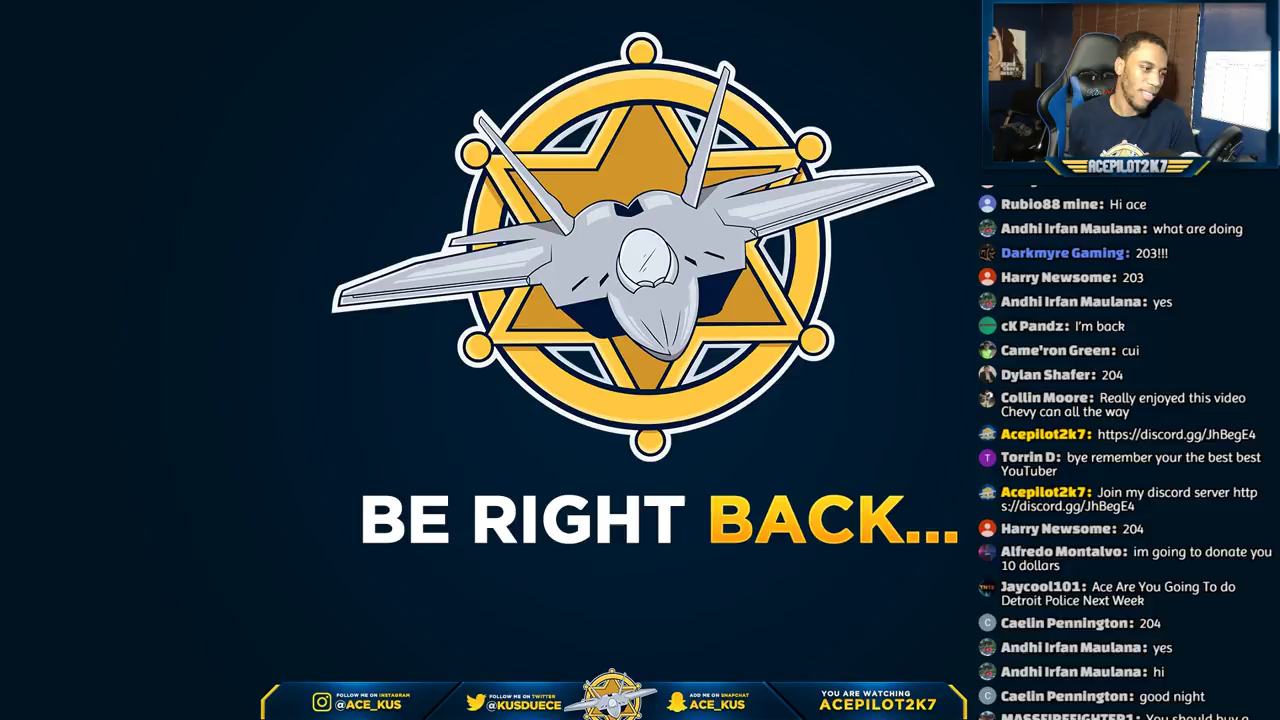 ACEPILOT2K7
Rubio88 mine: Hi ace
Andhi Irfan Maulana: what are doing
Darkmyre Gaming: 203!!!
Harry Newsome: 203
Andhi Irfan Maulana: yes
cK Pandz: I'm back
Came'ron Green: cui
Dylan Shafer: 204
Collin Moore: Really enjoyed this video
Chevy can all the way
Acepilot2k7: https://discord.gg/JhBegE4
Torrin D: bye remember your the best best
YouTuber
Acepilot2k7: Join my discord server http
s://discord.gg/JhBegE4
Harry Newsome: 204
Alfredo Montalvo: im going to donate you
10 dollars
Jaycool101: Ace Are You Going To do
Detroit Police Next Week
Caelin Pennington: 204
Andhi Irfan Maulana: yes
Andhi Irfan Maulana: hi
Caelin Pennington: good night
MASSFIREFIGHTER1: You should buy a
BE RIGHT BACK...
FOLLOW ME ON INSTAGRAM
@ACE_KUS
FOLLOW ME ON TWITTER
@KUSDUECE
ADD ME ON SNAPCHAT
ACE_KUS
YOU ARE WATCHING
ACEPILOT2K7